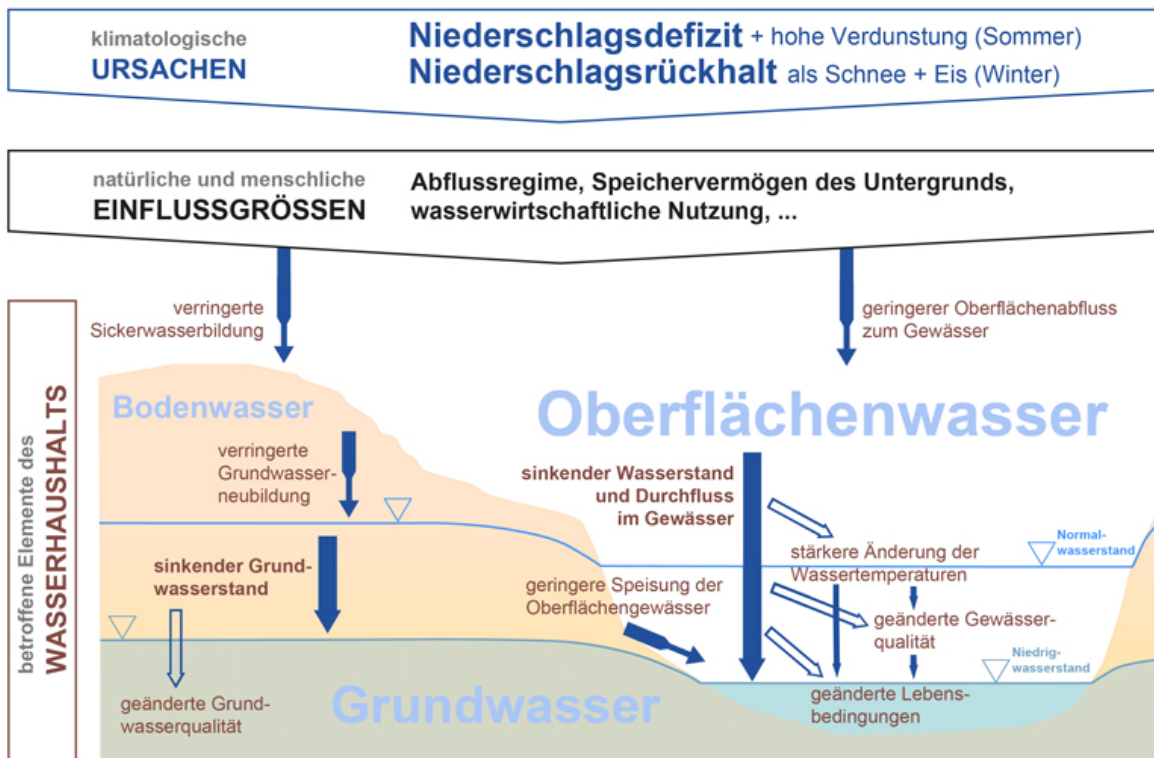 klimatologische
URSACHEN
Niederschlagsdefizit + hohe Verdunstung (Sommer)
Niederschlagsrückhalt als Schnee + Eis (Winter)
natürliche und menschliche
EINFLUSSGRÖSSEN
Abflussregime, Speichervermögen des Untergrunds,
wasserwirtschaftliche Nutzung, ...
betroffene Elemente des
WASSERHAUSHALTS
verringerte
Sickerwasserbildung
geringerer Oberflächenabfluss
zum Gewässer
Bodenwasser
Oberflächenwasser
verringerte
Grundwasser-
neubildung
sinkender Wasserstand
und Durchfluss
im Gewässer
sinkender Grund-
wasserstand
Normal-
wasserstand
stärkere Änderung der
Wassertemperaturen
geringere Speisung der
Oberflächengewässer
geänderte Gewässer-
qualität
Niedrig-
wasserstand
geänderte Grund-
wasserqualität
Grundwasser
geänderte Lebens-
bedingungen